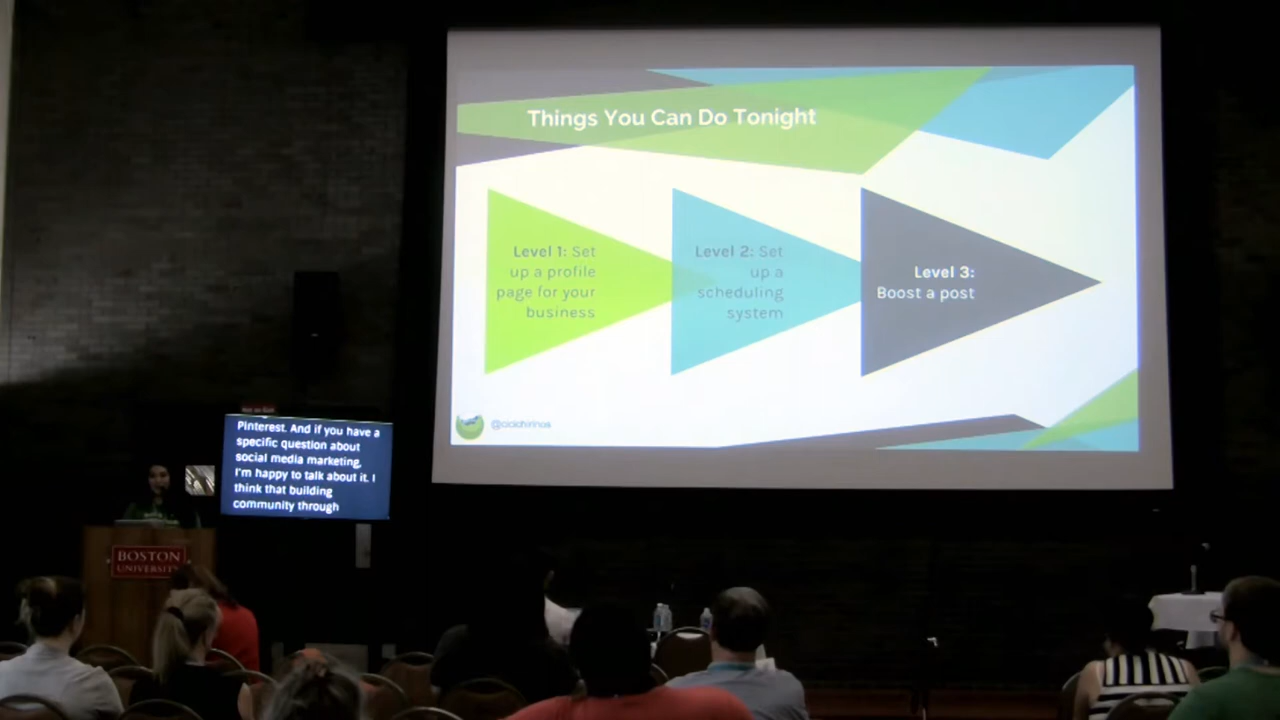 Things You Can Do Tonight
Level 1: Set
up a profile
page for your
business
Level 2: Set
up a
scheduling
system
Level 3:
Boost a post
Pinterest. And if you have a
specific question about
social media marketing,
I'm happy to talk about it. I
think that building
community through
BOSTON
UNIVERSITY